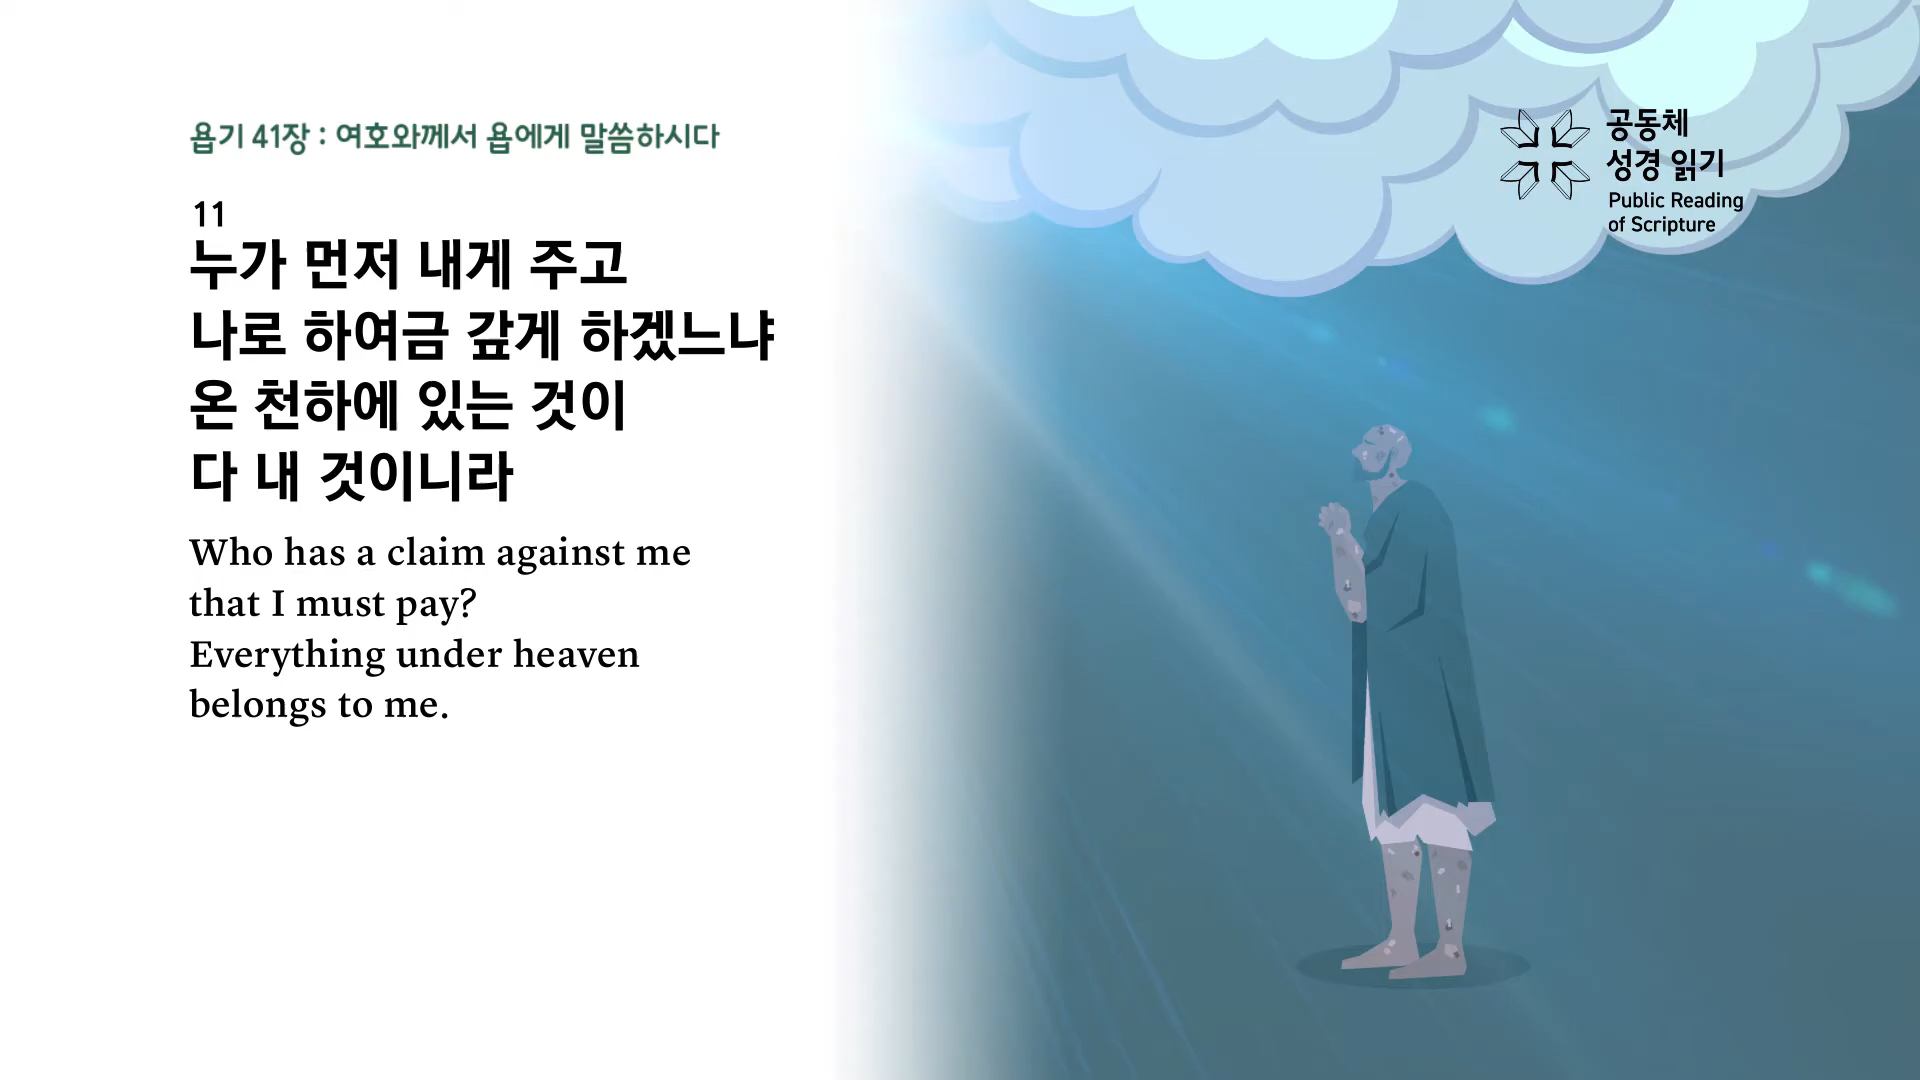 욥기 41장 : 여호와께서 욥에게 말씀하시다
11
누가 먼저 내게 주고
나로 하여금 갚게 하겠느냐
온 천하에 있는 것이
다 내 것이니라
Who has a claim against me
that I must pay?
Everything under heaven
belongs to me.
공동체
성경 읽기
Public Reading
of Scripture